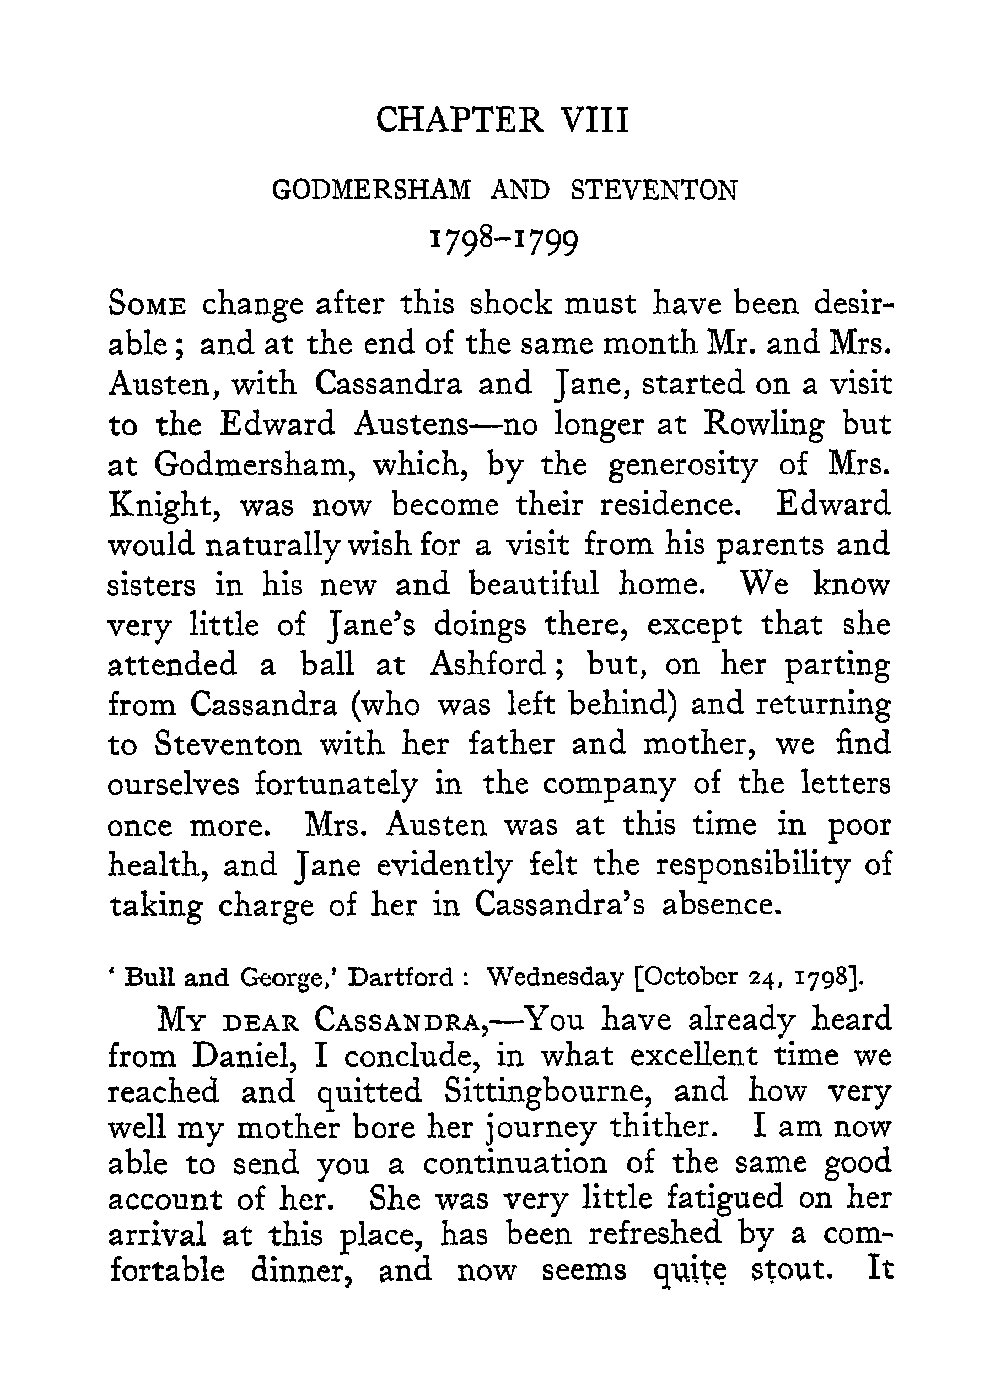 CHAPTER VIII
GODMERSHAM AND STEVENTON
1798–1799
SOME change after this shock must have been desir-
able; and at the end of the same month Mr. and Mrs.
Austen, with Cassandra and Jane, started on a visit
to the Edward Austens—no longer at Rowling but
at Godmersham, which, by the generosity of Mrs.
Knight, was now become their residence. Edward
would naturally wish for a visit from his parents and
sisters in his new and beautiful home. We know
very little of Jane's doings there, except that she
attended a ball at Ashford; but, on her parting
from Cassandra (who was left behind) and returning
to Steventon with her father and mother, we find
ourselves fortunately in the company of the letters
once more. Mrs. Austen was at this time in poor
health, and Jane evidently felt the responsibility of
taking charge of her in Cassandra's absence.
'Bull and George,' Dartford: Wednesday [October 24, 1798].
MY DEAR CASSANDRA,—You have already heard
from Daniel, I conclude, in what excellent time we
reached and quitted Sittingbourne, and how very
well my mother bore her journey thither. I am now
able to send you a continuation of the same good
account of her. She was very little fatigued on her
arrival at this place, has been refreshed by a com-
fortable dinner, and now seems quite stout. It